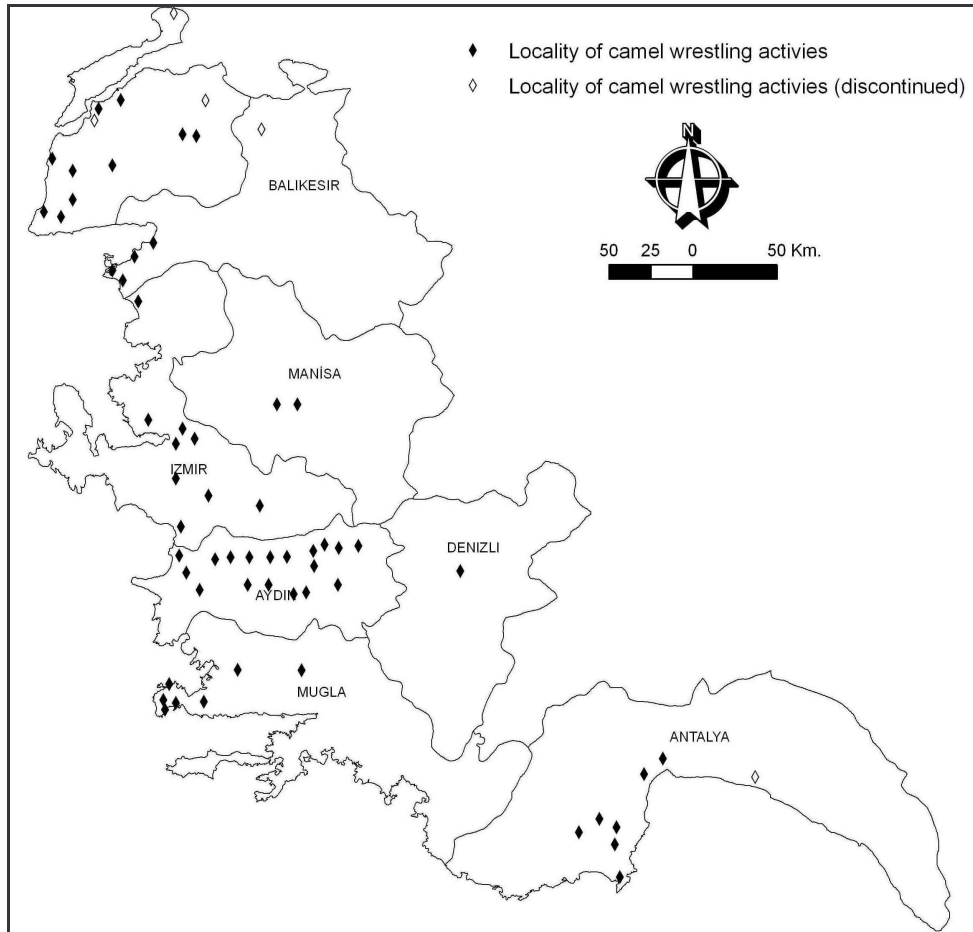 Locality of camel wrestling activies
Locality of camel wrestling activies (discontinued)
N
BALIKESIR
50 25 0 50 Km.
MANİSA
IZMIR
DENIZLI
AYDIN
MUGLA
ANTALYA